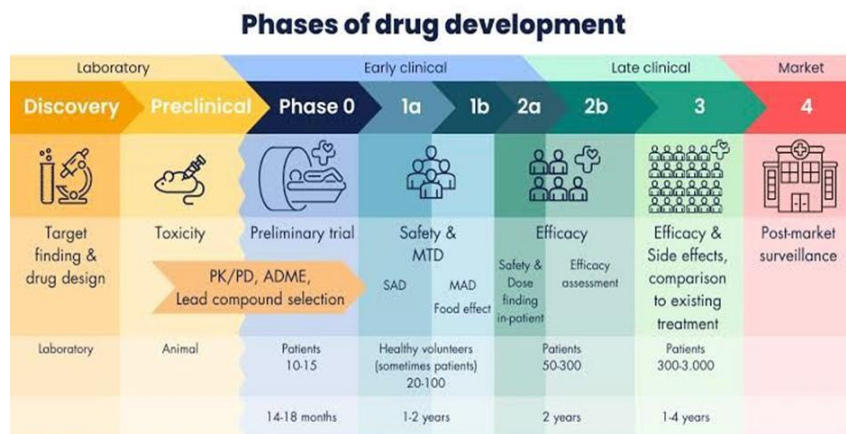 Phases of drug development
Laboratory
Early clinical
Late clinical
Market
Discovery
Preclinical
Phase 0
1a
1b
2a
2b
3
4
Target
finding &
drug design
Toxicity
Preliminary trial
Safety &
MTD
Efficacy
Efficacy &
Side effects,
comparison
to existing
treatment
Post-market
surveillance
PK/PD, ADME,
Lead compound selection
SAD
MAD
Food effect
Safety &
Dose
finding
in-patient
Efficacy
assessment
Laboratory
Animal
Patients
10-15
Healthy volunteers
(sometimes patients)
20-100
Patients
50-300
Patients
300-3.000
14-18 months
1-2 years
2 years
1-4 years